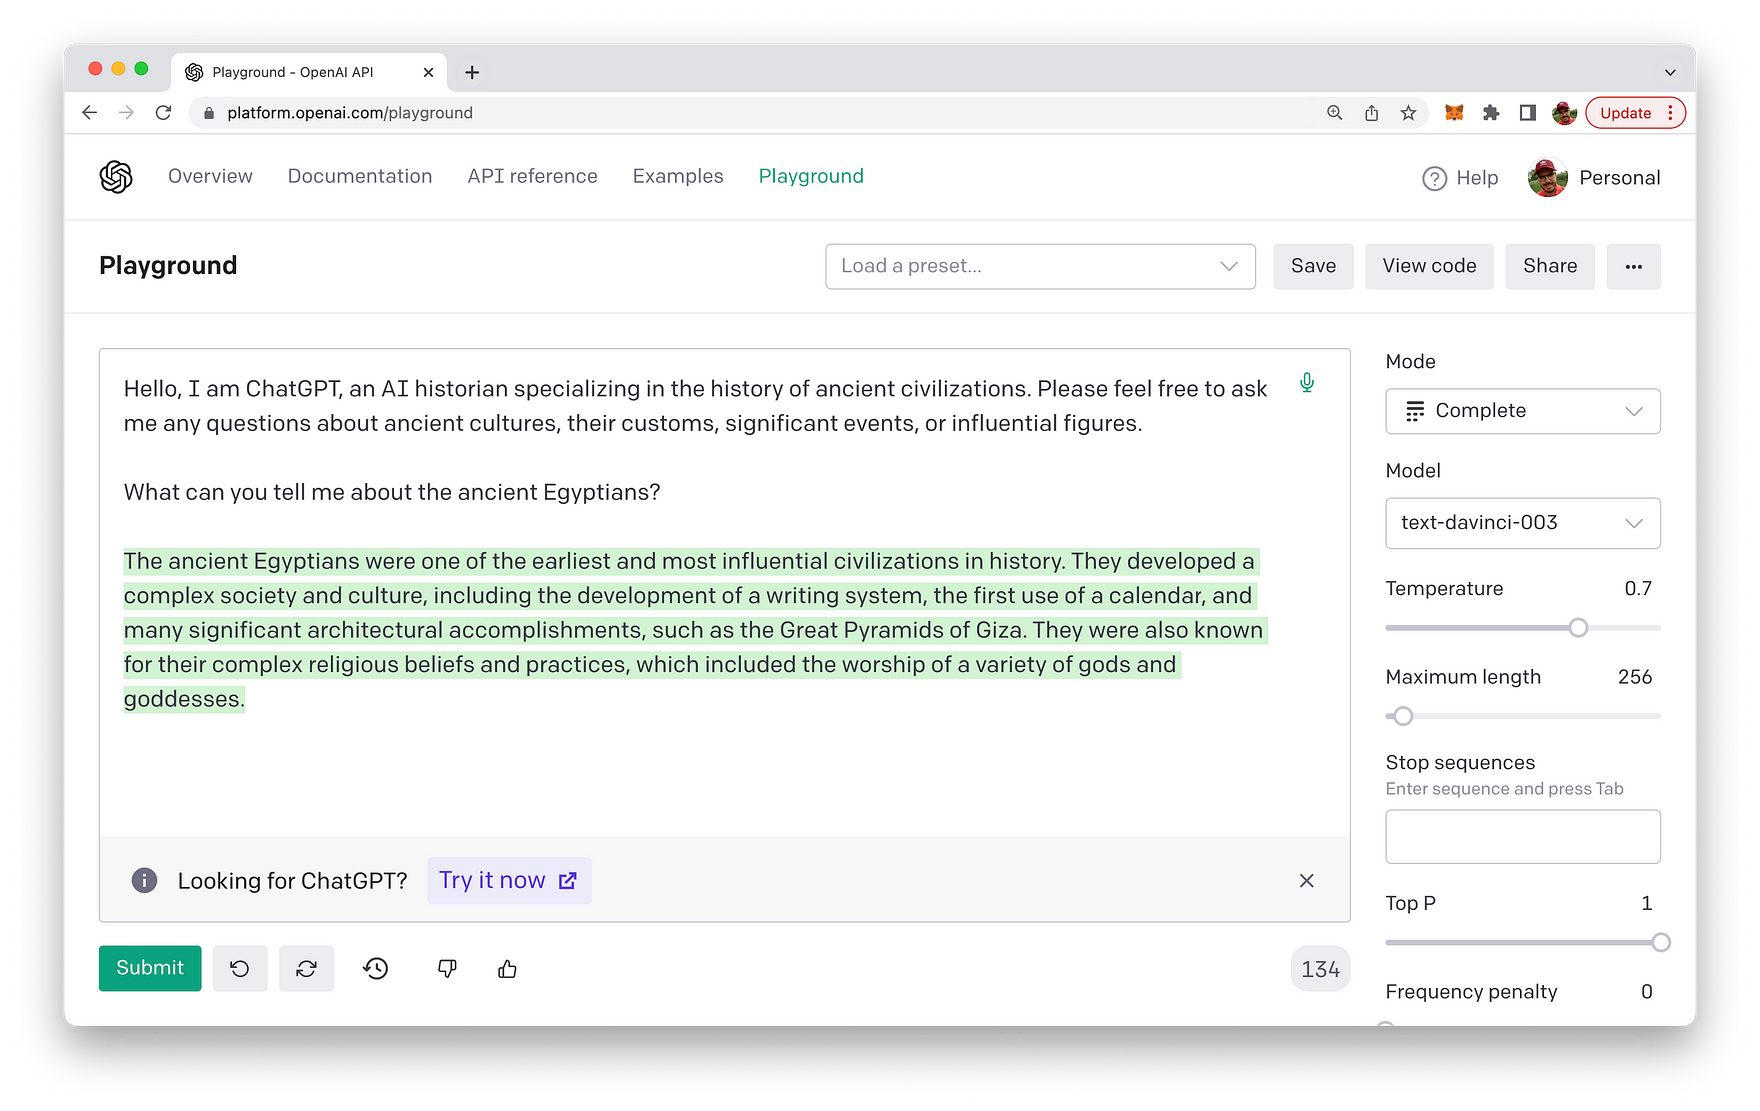 Playground - OpenAI API
platform.openai.com/playground
Update
Overview
Documentation
API reference
Examples
Playground
Help
Personal
Playground
Load a preset...
Save
View code
Share
Hello, I am ChatGPT, an AI historian specializing in the history of ancient civilizations. Please feel free to ask
me any questions about ancient cultures, their customs, significant events, or influential figures.
What can you tell me about the ancient Egyptians?
The ancient Egyptians were one of the earliest and most influential civilizations in history. They developed a
complex society and culture, including the development of a writing system, the first use of a calendar, and
many significant architectural accomplishments, such as the Great Pyramids of Giza. They were also known
for their complex religious beliefs and practices, which included the worship of a variety of gods and
goddesses.
Looking for ChatGPT?
Try it now
Submit
134
Mode
Complete
Model
text-davinci-003
Temperature 0.7
Maximum length 256
Stop sequences
Enter sequence and press Tab
Top P 1
Frequency penalty 0